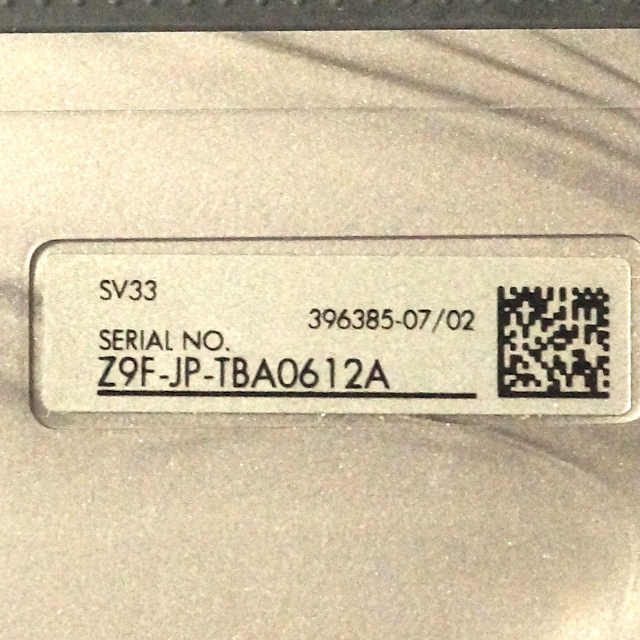 SV33
396385-07/02
SERIAL NO.
Z9F-JP-TBA0612A